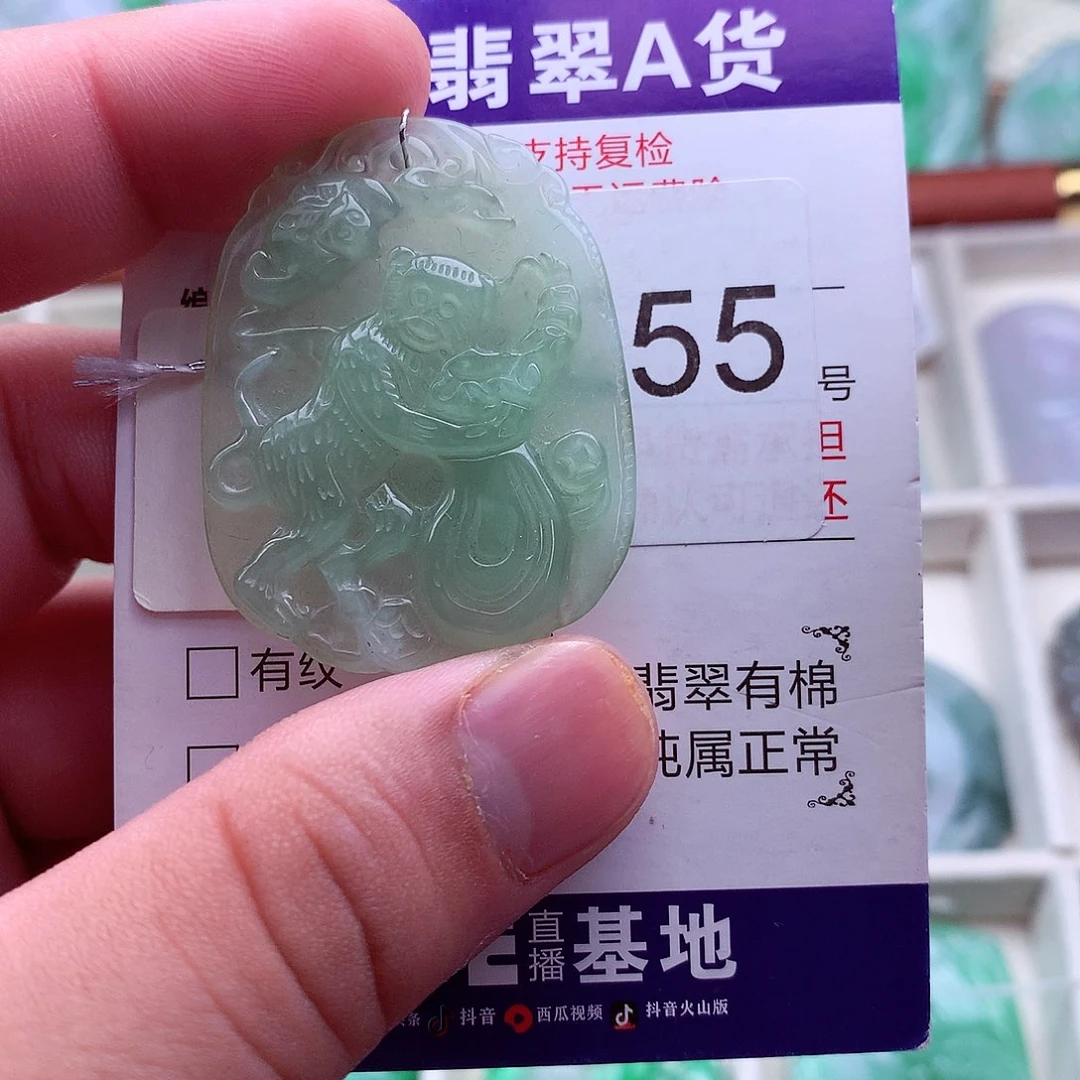 翡翠A货
支持复检
编
55
号
有纹
翡翠有棉
纯属正常
直播基地
抖音 西瓜视频 抖音火山版